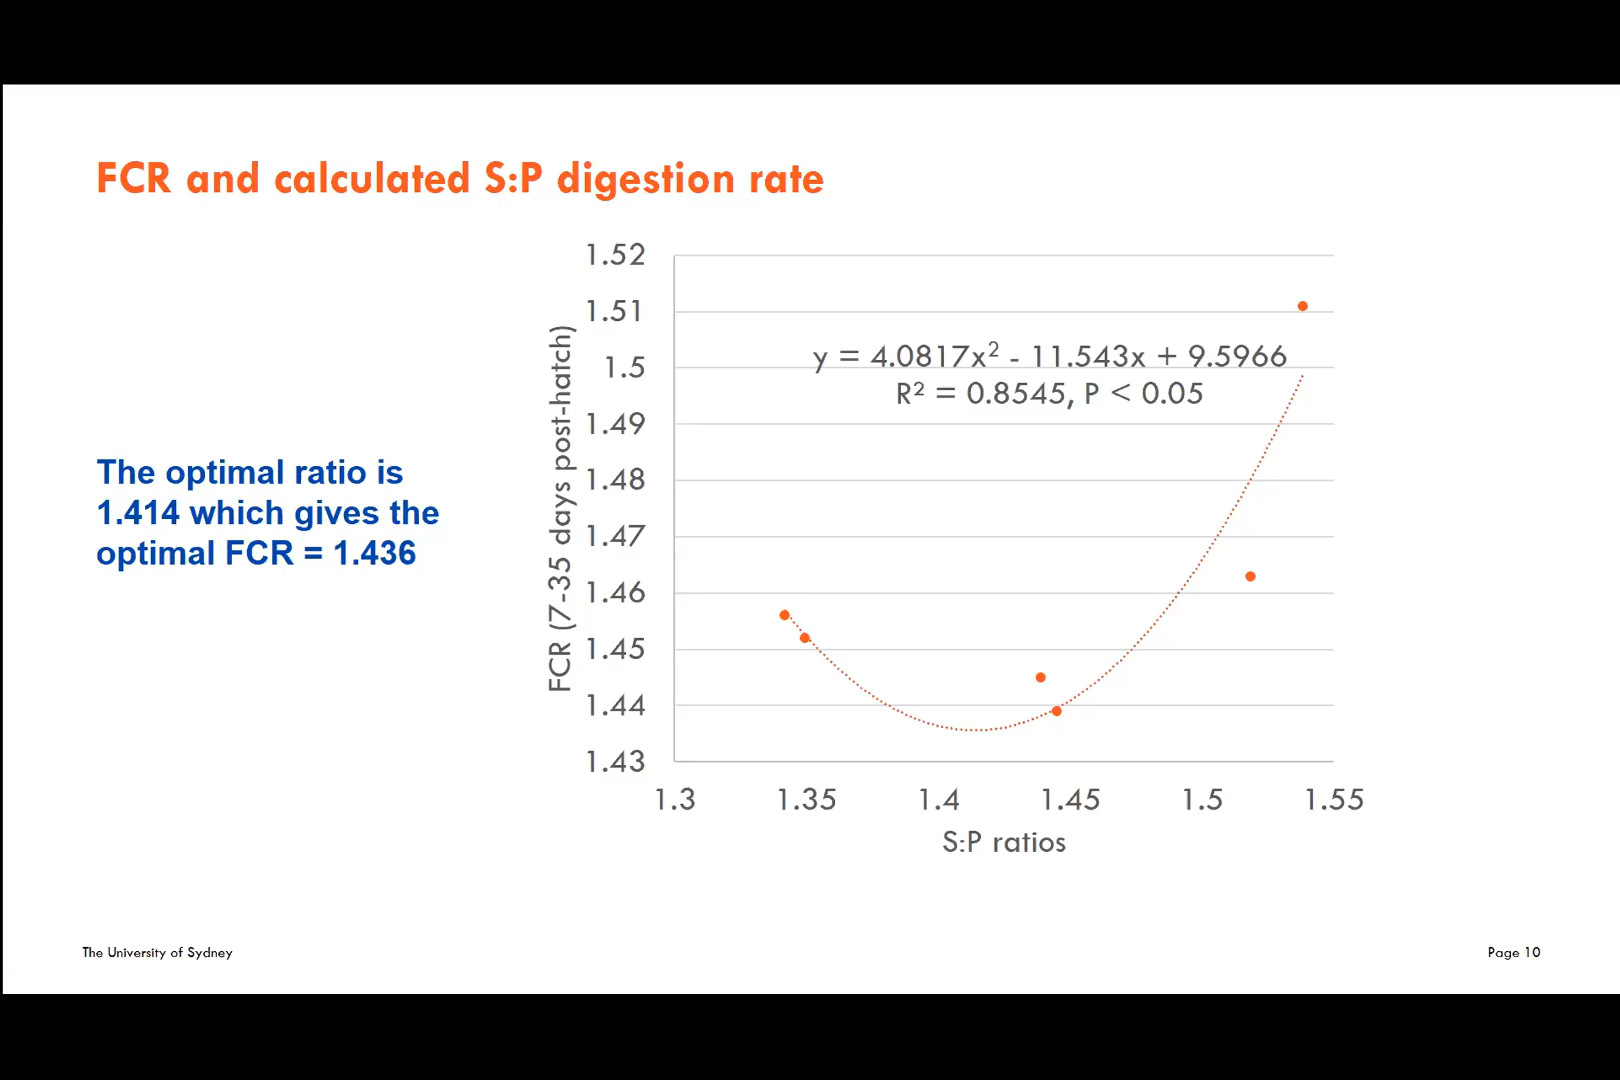 FCR and calculated S:P digestion rate
The optimal ratio is
1.414 which gives the
optimal FCR = 1.436
FCR (7-35 days post-hatch)
1.52
1.51
1.5
1.49
1.48
1.47
1.46
1.45
1.44
1.43
y = 4.0817x² - 11.543x + 9.5966
R² = 0.8545, P < 0.05
1.3 1.35 1.4 1.45 1.5 1.55
S:P ratios
The University of Sydney
Page 10